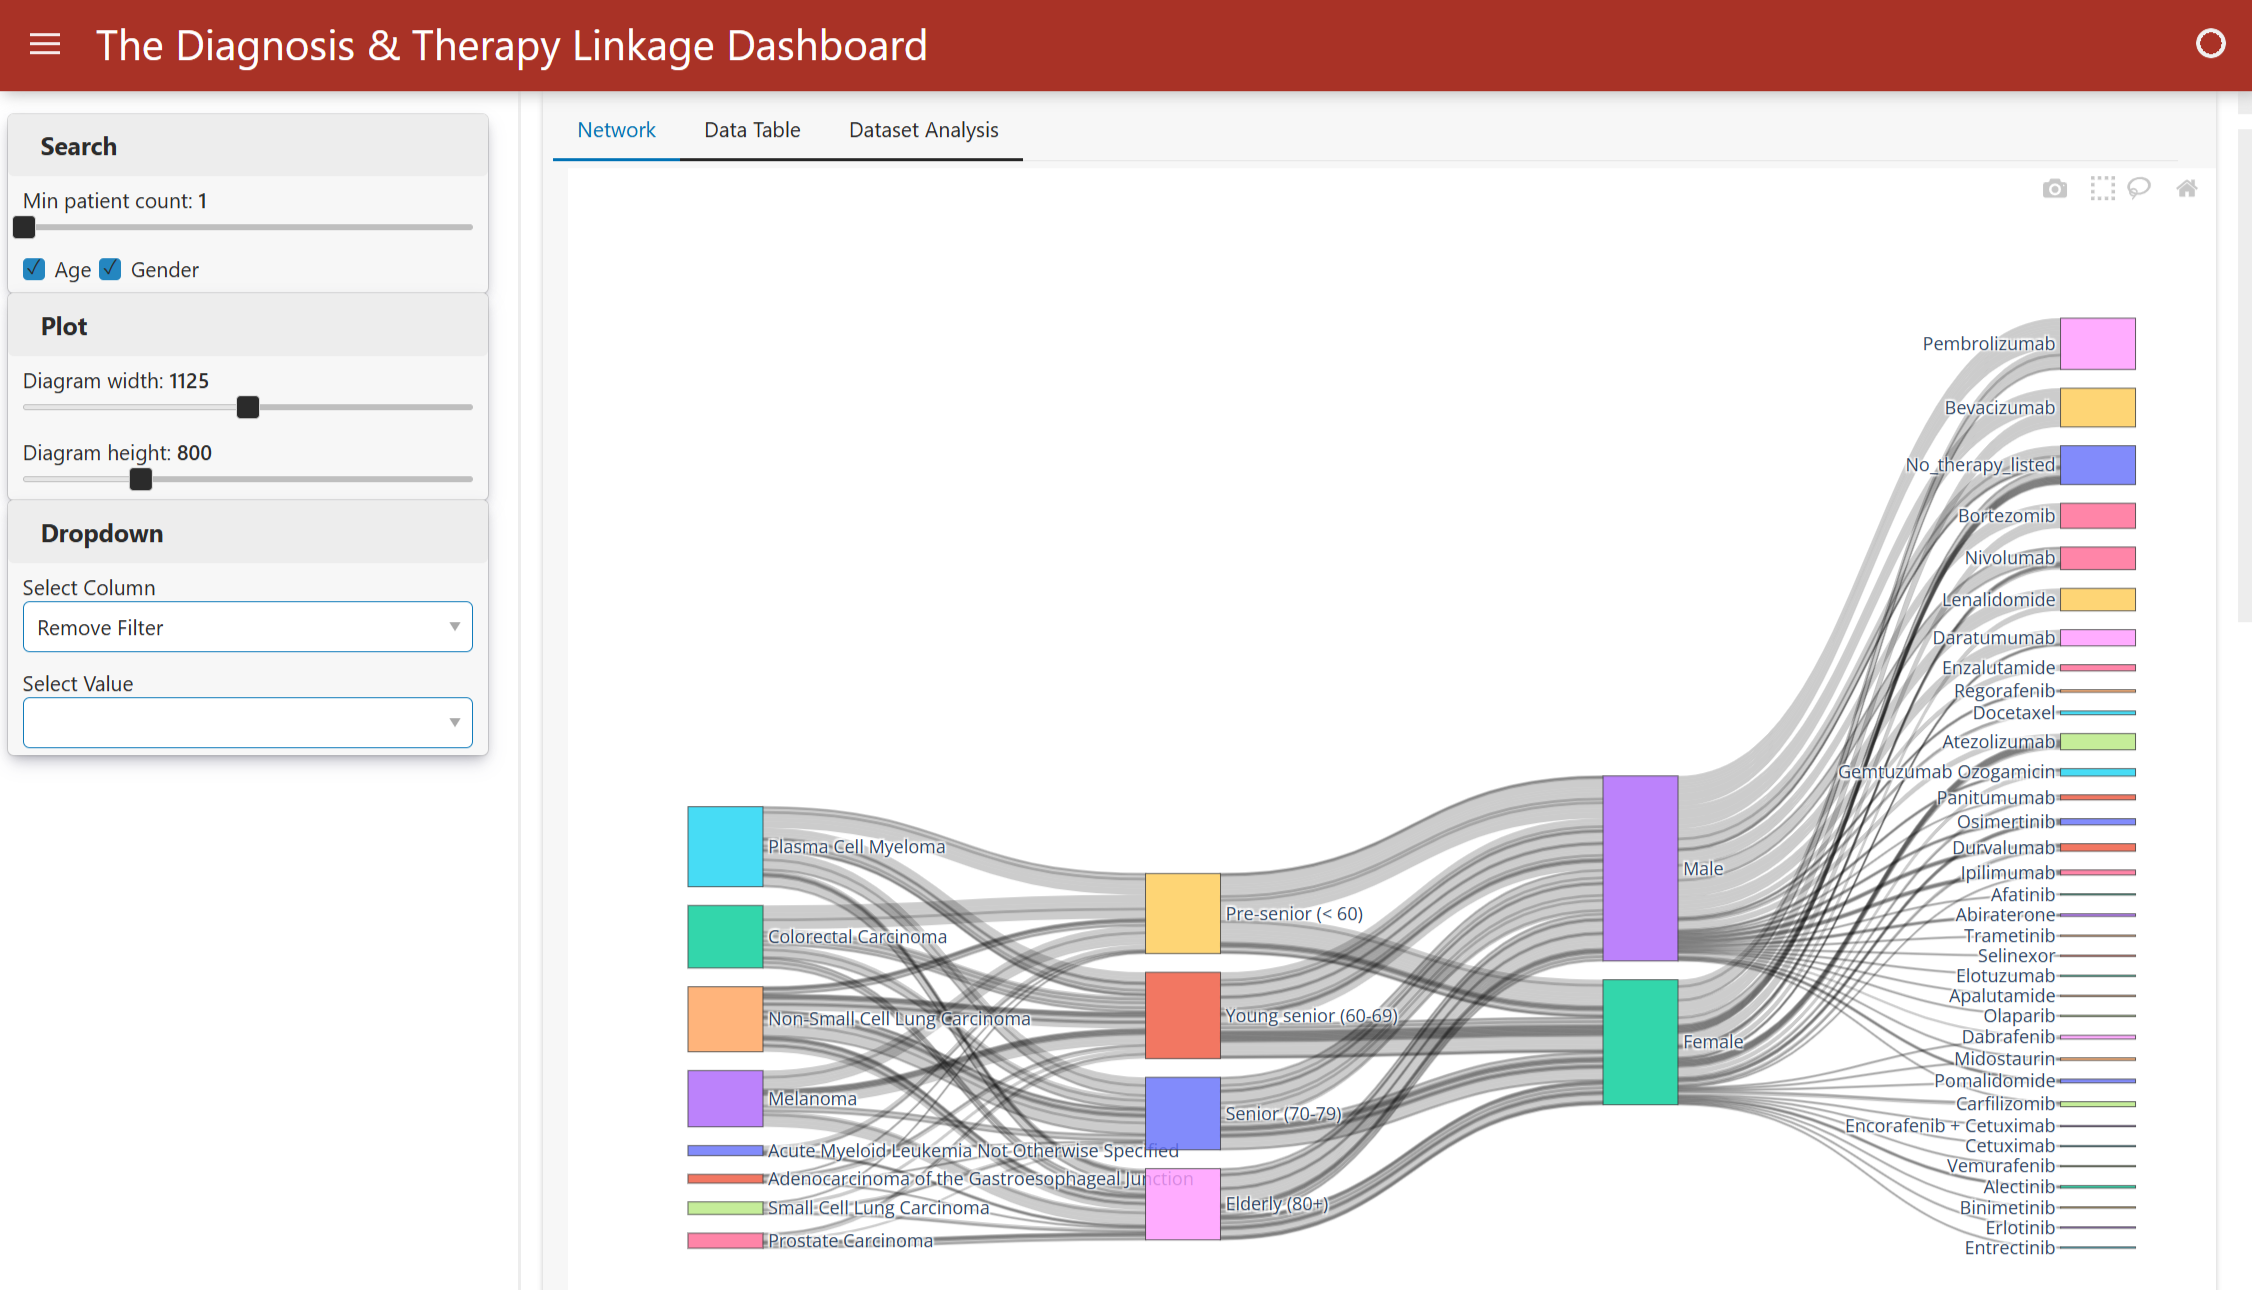 The Diagnosis & Therapy Linkage Dashboard
Search
Min patient count: 1
Age Gender
Plot
Diagram width: 1125
Diagram height: 800
Dropdown
Select Column
Remove Filter
Select Value
Network Data Table Dataset Analysis
Plasma Cell Myeloma
Colorectal Carcinoma
Non-Small Cell Lung Carcinoma
Melanoma
Acute Myeloid Leukemia Not Otherwise Specified
Adenocarcinoma of the Gastroesophageal Junction
Small Cell Lung Carcinoma
Prostate Carcinoma
Pre-senior (< 60)
Young senior (60-69)
Senior (70-79)
Elderly (80+)
Male
Female
Pembrolizumab
Bevacizumab
No_therapy_listed
Bortezomib
Nivolumab
Lenalidomide
Daratumumab
Enzalutamide
Regorafenib
Docetaxel
Atezolizumab
Gemtuzumab Ozogamicin
Panitumumab
Osimertinib
Durvalumab
Ipilimumab
Afatinib
Abiraterone
Trametinib
Selinexor
Elotuzumab
Apalutamide
Olaparib
Dabrafenib
Midostaurin
Pomalidomide
Carfilizomib
Encorafenib + Cetuximab
Cetuximab
Vemurafenib
Alectinib
Binimetinib
Erlotinib
Entrectinib